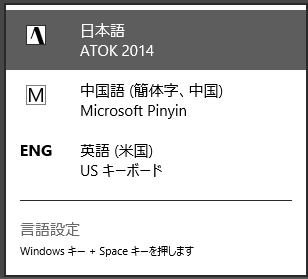 日本語
ATOK 2014
M
中国語 (簡体字、中国)
Microsoft Pinyin
ENG
英語 (米国)
US キーボード
言語設定
Windows キー + Space キーを押します